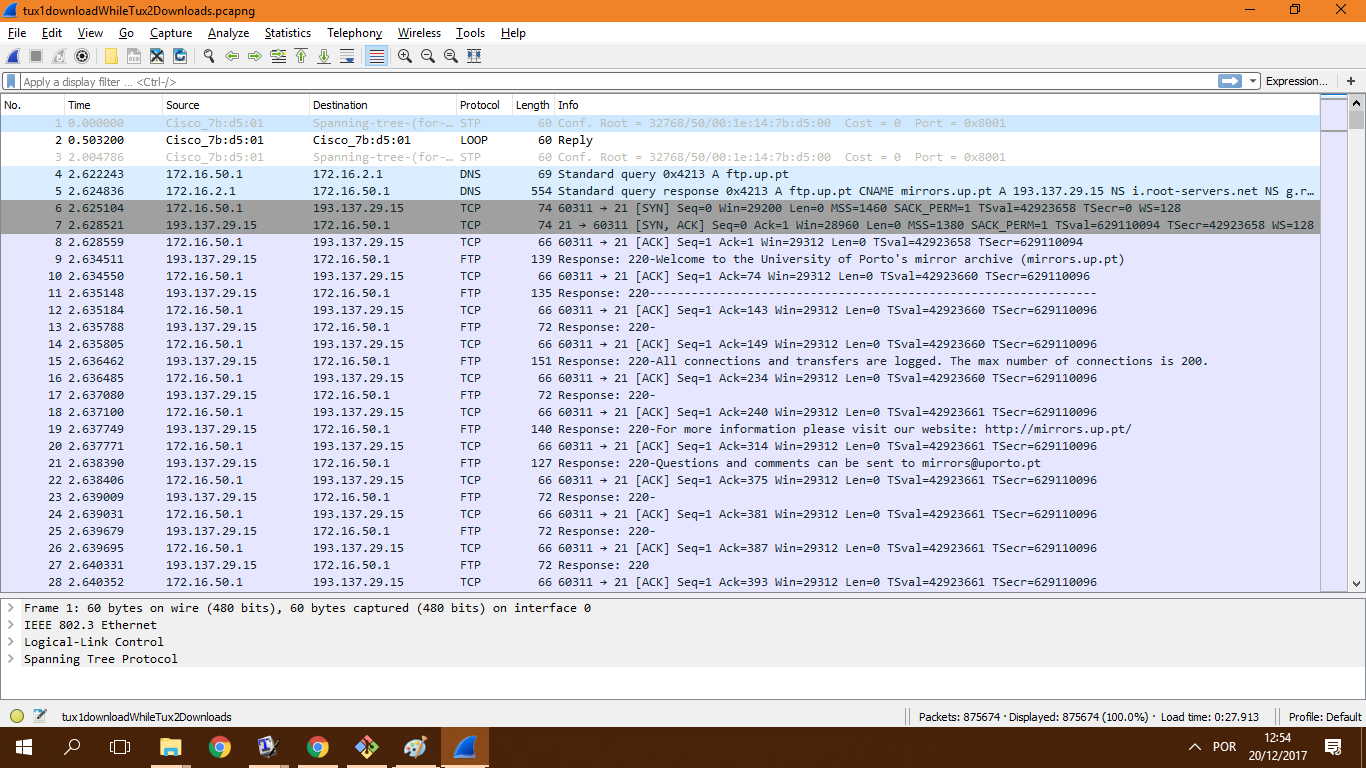 tux1downloadWhileTux2Downloads.pcapng
File Edit View Go Capture Analyze Statistics Telephony Wireless Tools Help
Apply a display filter ... <Ctrl-/> Expression... +
No. Time Source Destination Protocol Length Info
1 0.000000 Cisco_7b:d5:01 Spanning-tree-(for-… STP 60 Conf. Root = 32768/50/00:1e:14:7b:d5:00 Cost = 0 Port = 0x8001
2 0.503200 Cisco_7b:d5:01 Cisco_7b:d5:01 LOOP 60 Reply
3 2.004786 Cisco_7b:d5:01 Spanning-tree-(for-… STP 60 Conf. Root = 32768/50/00:1e:14:7b:d5:00 Cost = 0 Port = 0x8001
4 2.622243 172.16.50.1 172.16.2.1 DNS 69 Standard query 0x4213 A ftp.up.pt
5 2.624836 172.16.2.1 172.16.50.1 DNS 554 Standard query response 0x4213 A ftp.up.pt CNAME mirrors.up.pt A 193.137.29.15 NS i.root-servers.net NS g.r…
6 2.625104 172.16.50.1 193.137.29.15 TCP 74 60311 → 21 [SYN] Seq=0 Win=29200 Len=0 MSS=1460 SACK_PERM=1 TSval=42923658 TSecr=0 WS=128
7 2.628521 193.137.29.15 172.16.50.1 TCP 74 21 → 60311 [SYN, ACK] Seq=0 Ack=1 Win=28960 Len=0 MSS=1380 SACK_PERM=1 TSval=629110094 TSecr=42923658 WS=128
8 2.628559 172.16.50.1 193.137.29.15 TCP 66 60311 → 21 [ACK] Seq=1 Ack=1 Win=29312 Len=0 TSval=42923658 TSecr=629110094
9 2.634511 193.137.29.15 172.16.50.1 FTP 139 Response: 220-Welcome to the University of Porto's mirror archive (mirrors.up.pt)
10 2.634550 172.16.50.1 193.137.29.15 TCP 66 60311 → 21 [ACK] Seq=1 Ack=74 Win=29312 Len=0 TSval=42923660 TSecr=629110096
11 2.635148 193.137.29.15 172.16.50.1 FTP 135 Response: 220-----------------------------------------------------------------
12 2.635184 172.16.50.1 193.137.29.15 TCP 66 60311 → 21 [ACK] Seq=1 Ack=143 Win=29312 Len=0 TSval=42923660 TSecr=629110096
13 2.635788 193.137.29.15 172.16.50.1 FTP 72 Response: 220-
14 2.635805 172.16.50.1 193.137.29.15 TCP 66 60311 → 21 [ACK] Seq=1 Ack=149 Win=29312 Len=0 TSval=42923660 TSecr=629110096
15 2.636462 193.137.29.15 172.16.50.1 FTP 151 Response: 220-All connections and transfers are logged. The max number of connections is 200.
16 2.636485 172.16.50.1 193.137.29.15 TCP 66 60311 → 21 [ACK] Seq=1 Ack=234 Win=29312 Len=0 TSval=42923660 TSecr=629110096
17 2.637080 193.137.29.15 172.16.50.1 FTP 72 Response: 220-
18 2.637100 172.16.50.1 193.137.29.15 TCP 66 60311 → 21 [ACK] Seq=1 Ack=240 Win=29312 Len=0 TSval=42923661 TSecr=629110096
19 2.637749 193.137.29.15 172.16.50.1 FTP 140 Response: 220-For more information please visit our website: http://mirrors.up.pt/
20 2.637771 172.16.50.1 193.137.29.15 TCP 66 60311 → 21 [ACK] Seq=1 Ack=314 Win=29312 Len=0 TSval=42923661 TSecr=629110096
21 2.638390 193.137.29.15 172.16.50.1 FTP 127 Response: 220-Questions and comments can be sent to mirrors@uporto.pt
22 2.638406 172.16.50.1 193.137.29.15 TCP 66 60311 → 21 [ACK] Seq=1 Ack=375 Win=29312 Len=0 TSval=42923661 TSecr=629110096
23 2.639009 193.137.29.15 172.16.50.1 FTP 72 Response: 220-
24 2.639031 172.16.50.1 193.137.29.15 TCP 66 60311 → 21 [ACK] Seq=1 Ack=381 Win=29312 Len=0 TSval=42923661 TSecr=629110096
25 2.639679 193.137.29.15 172.16.50.1 FTP 72 Response: 220-
26 2.639695 172.16.50.1 193.137.29.15 TCP 66 60311 → 21 [ACK] Seq=1 Ack=387 Win=29312 Len=0 TSval=42923661 TSecr=629110096
27 2.640331 193.137.29.15 172.16.50.1 FTP 72 Response: 220
28 2.640352 172.16.50.1 193.137.29.15 TCP 66 60311 → 21 [ACK] Seq=1 Ack=393 Win=29312 Len=0 TSval=42923661 TSecr=629110096
Frame 1: 60 bytes on wire (480 bits), 60 bytes captured (480 bits) on interface 0
IEEE 802.3 Ethernet
Logical-Link Control
Spanning Tree Protocol
tux1downloadWhileTux2Downloads Packets: 875674 · Displayed: 875674 (100.0%) · Load time: 0:27.913 Profile: Default
POR 12:54
20/12/2017